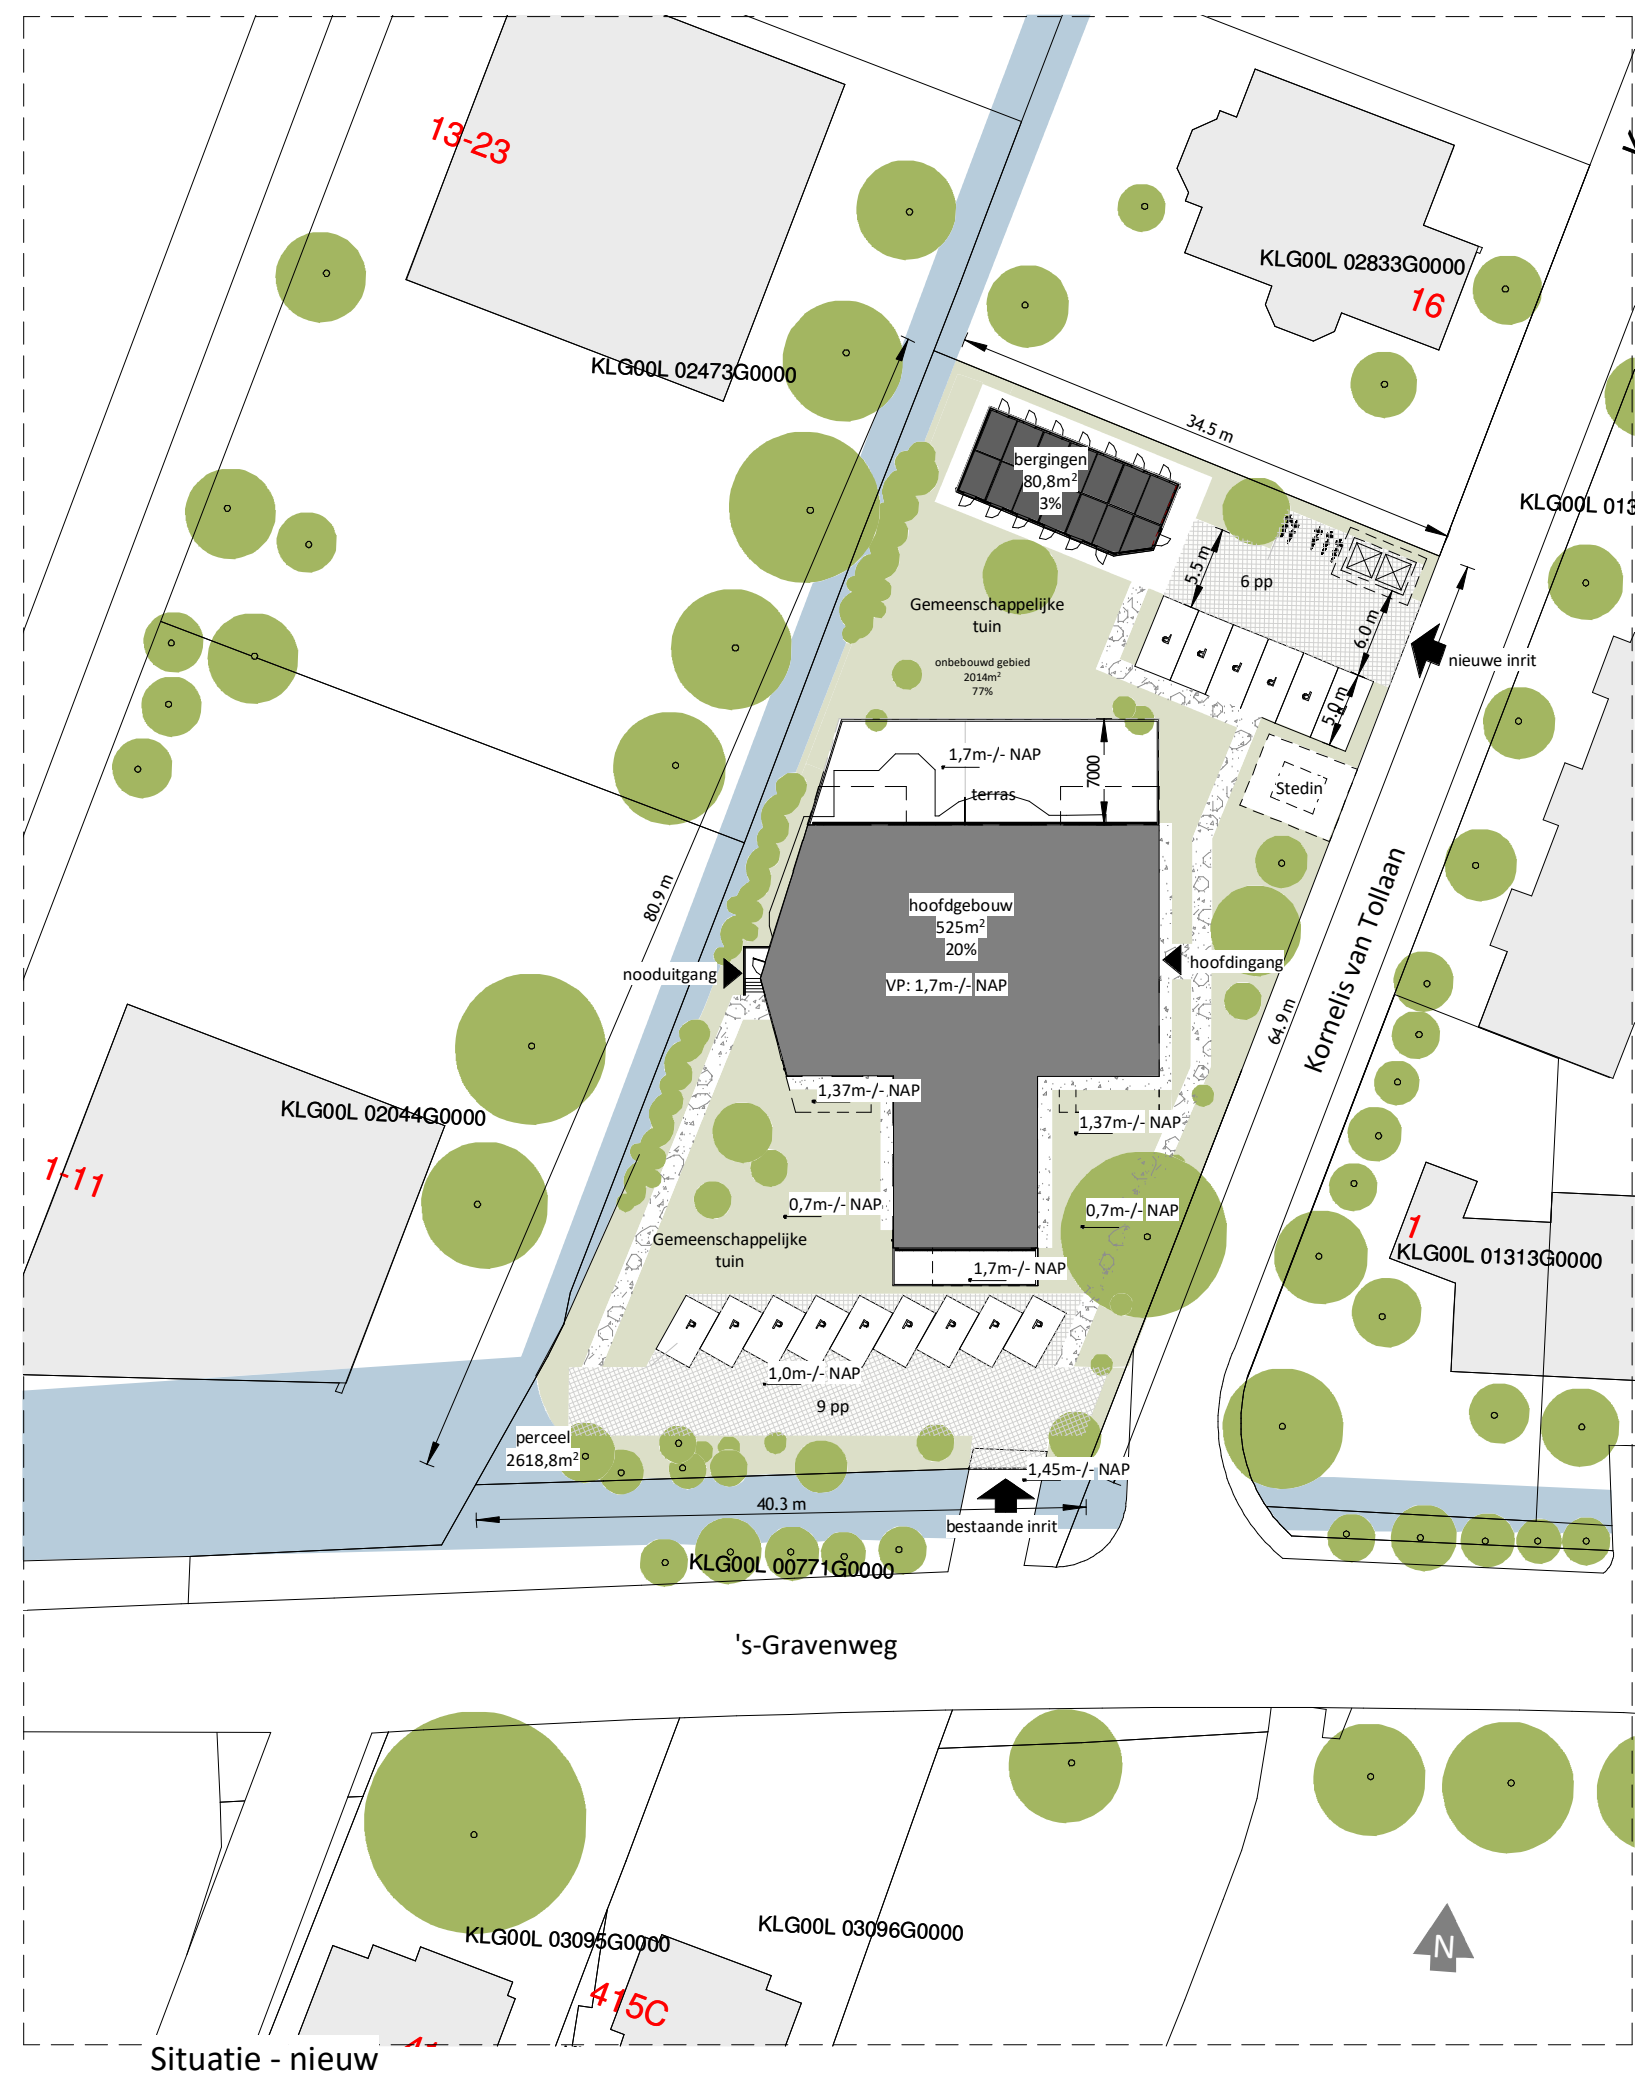 13-23
KLG00L 02833G0000
16
KLG00L 02473G0000
34.5 m
bergingen
80,8m²
3%
KLG00L 013
5.5 m
6 pp
Gemeenschappelijke
tuin
6.0 m
onbebouwd gebied
2014m²
77%
nieuwe inrit
5.0 m
1,7m-/- NAP
7000
terras
Stedin
80.9 m
hoofdgebouw
525m²
20%
VP: 1,7m-/- NAP
nooduitgang
hoofdingang
Kornelis van Tollaan
64.9 m
1,37m-/- NAP
1,37m-/- NAP
KLG00L 02044G0000
1-11
0,7m-/- NAP
0,7m-/- NAP
Gemeenschappelijke
tuin
1
KLG00L 01313G0000
1,7m-/- NAP
P P P P P P P P P
1,0m-/- NAP
9 pp
perceel
2618,8m²
1,45m-/- NAP
40.3 m
bestaande inrit
KLG00L 00771G0000
's-Gravenweg
KLG00L 03095G0000
KLG00L 03096G0000
N
415C
Situatie - nieuw